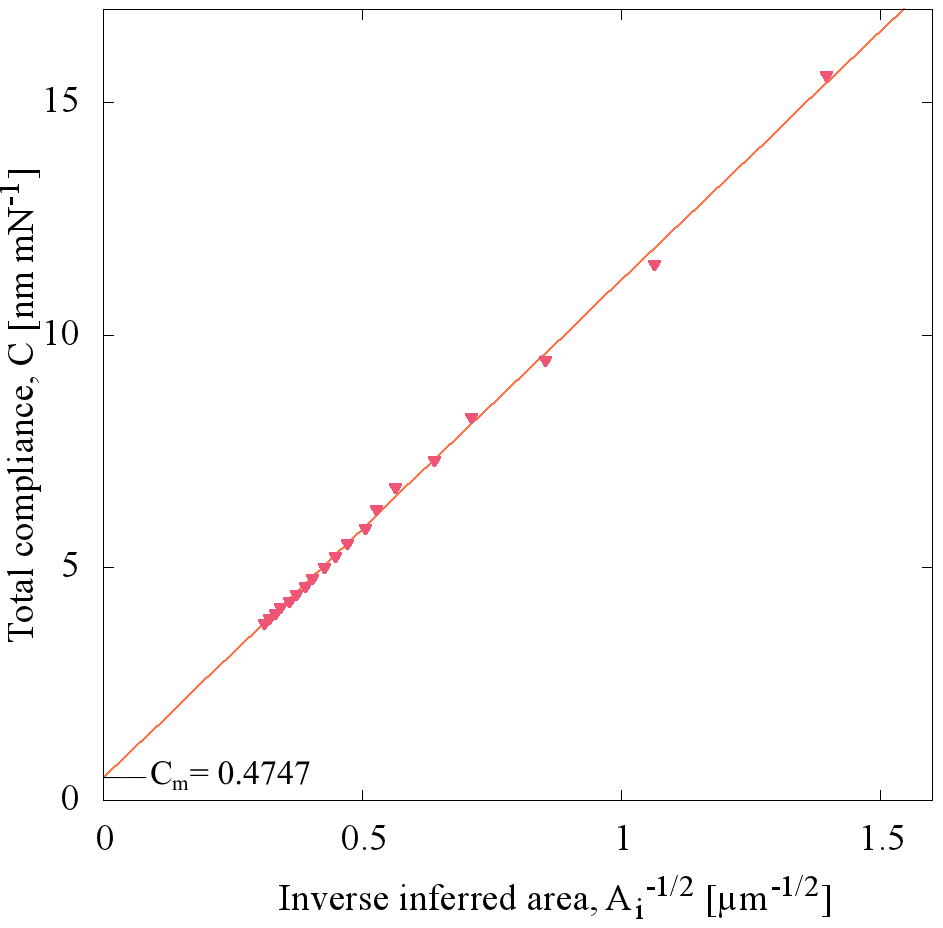 Total compliance, C [nm mN-1]
15
10
5
0
Cm= 0.4747
0
0.5
1
1.5
Inverse inferred area, Ai-1/2 [µm-1/2]